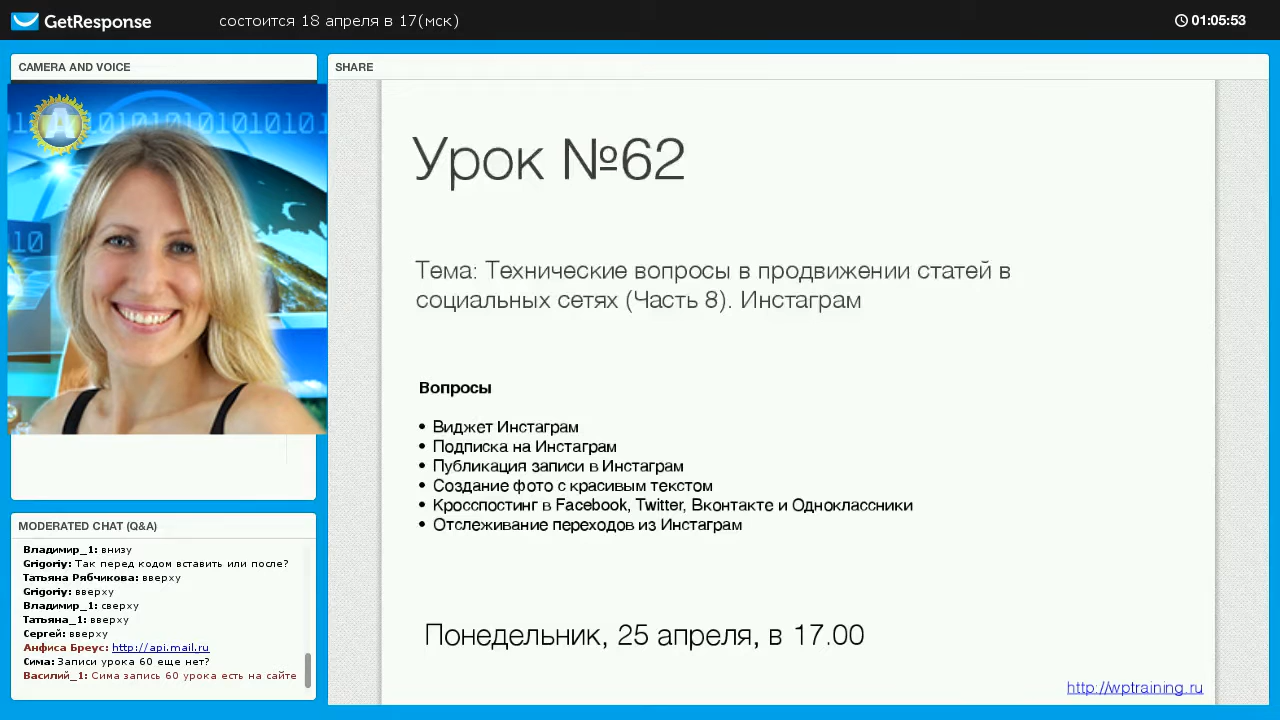 GetResponse
состоится 18 апреля в 17(мск)
01:05:53
CAMERA AND VOICE
SHARE
Урок №62
Тема: Технические вопросы в продвижении статей в
социальных сетях (Часть 8). Инстаграм
Вопросы
• Виджет Инстаграм
• Подписка на Инстаграм
• Публикация записи в Инстаграм
• Создание фото с красивым текстом
• Кросспостинг в Facebook, Twitter, Вконтакте и Одноклассники
• Отслеживание переходов из Инстаграм
Понедельник, 25 апреля, в 17.00
http://wptraining.ru
MODERATED CHAT (Q&A)
Владимир_1: внизу
Grigoriy: Так перед кодом вставить или после?
Татьяна Рябчикова: вверху
Grigoriy: вверху
Владимир_1: сверху
Татьяна_1: вверху
Сергей: вверху
Анфиса Бреус: http://api.mail.ru
Сима: Записи урока 60 еще нет?
Василий_1: Сима запись 60 урока есть на сайте